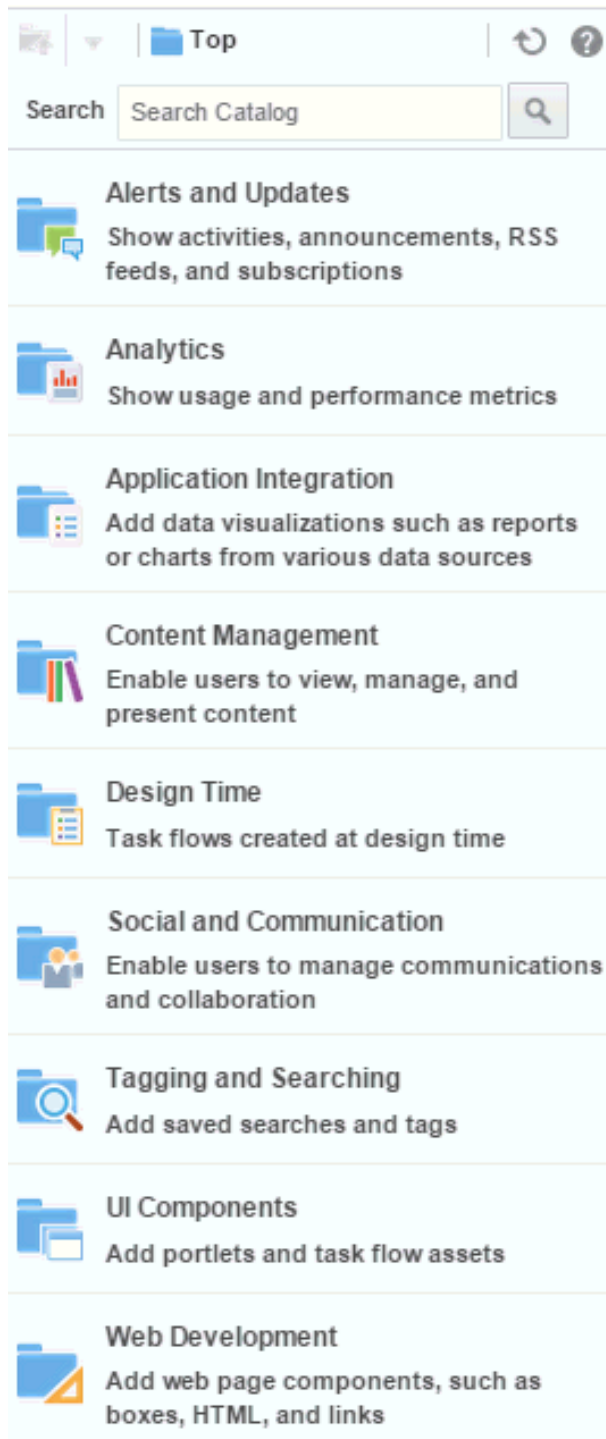 Top
Search Search Catalog
Alerts and Updates
Show activities, announcements, RSS
feeds, and subscriptions
Analytics
Show usage and performance metrics
Application Integration
Add data visualizations such as reports
or charts from various data sources
Content Management
Enable users to view, manage, and
present content
Design Time
Task flows created at design time
Social and Communication
Enable users to manage communications
and collaboration
Tagging and Searching
Add saved searches and tags
UI Components
Add portlets and task flow assets
Web Development
Add web page components, such as
boxes, HTML, and links